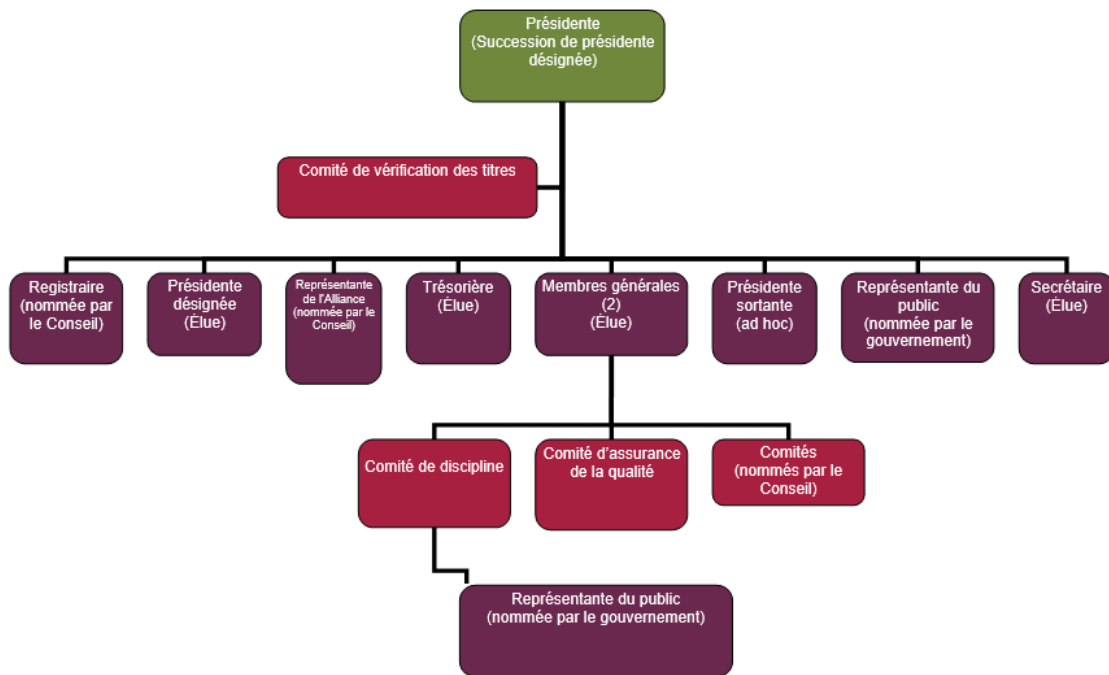 Présidente
(Succession de présidente
désignée)
Comité de vérification des titres
Registraire
(nommée par
le Conseil)
Présidente
désignée
(Élue)
Représentante
de l'Alliance
(nommée par le
Conseil)
Trésorière
(Élue)
Membres générales
(2)
(Élue)
Présidente
sortante
(ad hoc)
Représentante du
public
(nommée par le
gouvernement)
Secrétaire
(Élue)
Comité de discipline
Comité d'assurance
de la qualité
Comités
(nommés par le
Conseil)
Représentante du public
(nommée par le gouvernement)